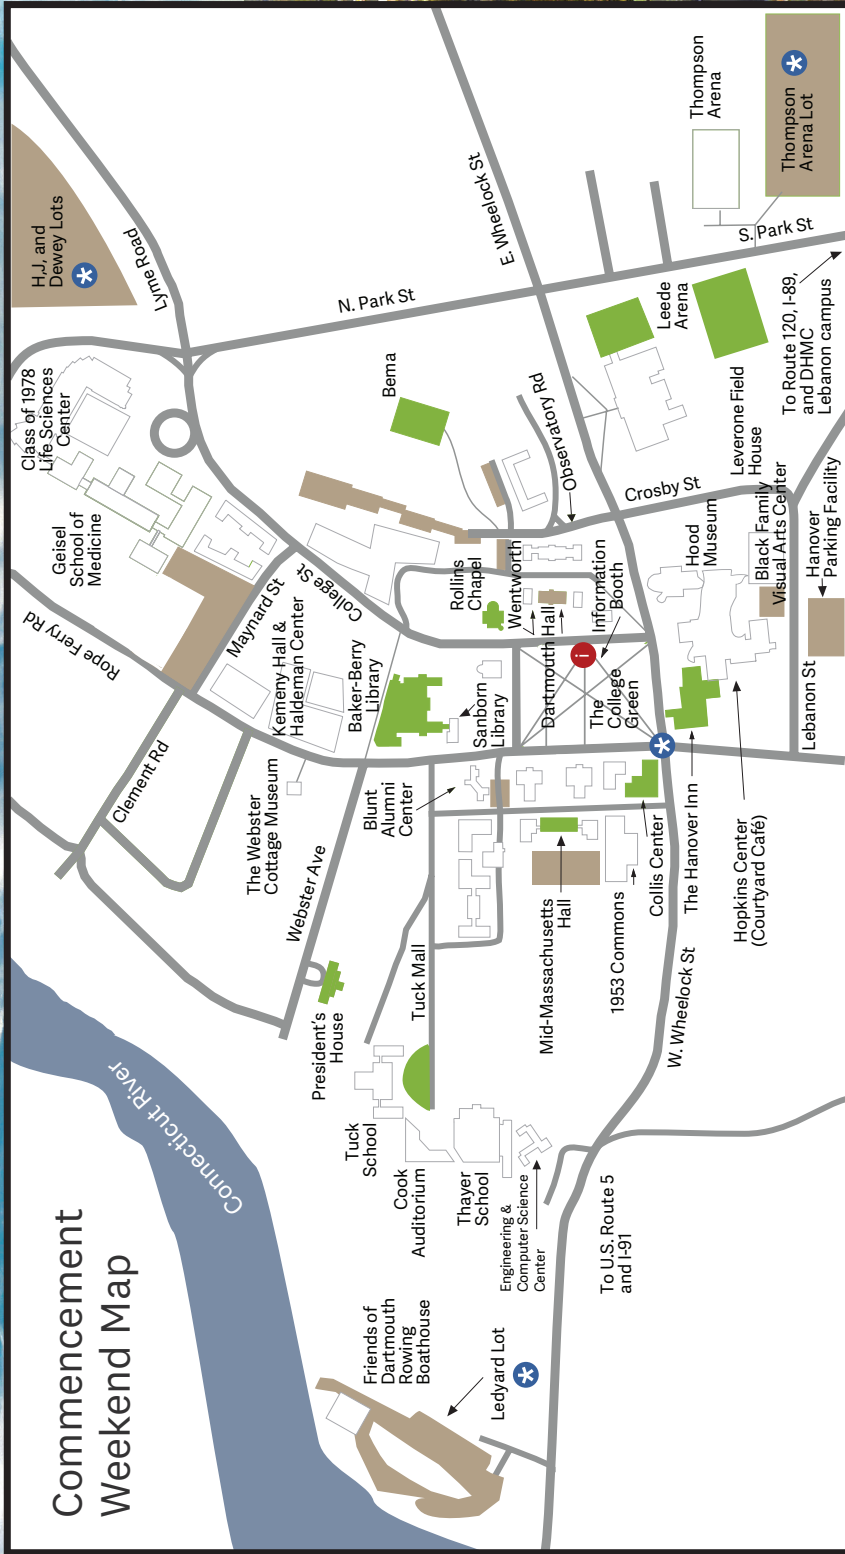 Commencement
Weekend Map
Connecticut River
Friends of
Dartmouth
Rowing
Boathouse
Ledyard Lot
To U.S. Route 5
and I-91
Engineering &
Computer Science
Center
Thayer
School
Cook
Auditorium
Tuck
School
President's
House
Tuck Mall
Webster Ave
W. Wheelock St
Mid-Massachusetts
Hall
1953 Commons
Collis Center
The Hanover Inn
Hopkins Center
(Courtyard Café)
The Webster
Cottage Museum
Blunt
Alumni
Center
Clement Rd
Rope Ferry Rd
Maynard St
College St
Kemeny Hall &
Haldeman Center
Baker-Berry
Library
Sanborn
Library
Dartmouth Hall
The
College
Green
i
Information
Booth
Wentworth
Rollins
Chapel
Lebanon St
Hanover
Parking Facility
Black Family
Visual Arts Center
Hood
Museum
Crosby St
Observatory Rd
Bema
Geisel
School of
Medicine
Class of 1978
Life Sciences
Center
Leverone Field
House
Leede
Arena
To Route 120, I-89,
and DHMC
Lebanon campus
N. Park St
S. Park St
E. Wheelock St
Lyme Road
H,J, and
Dewey Lots
Thompson
Arena
Thompson
Arena Lot